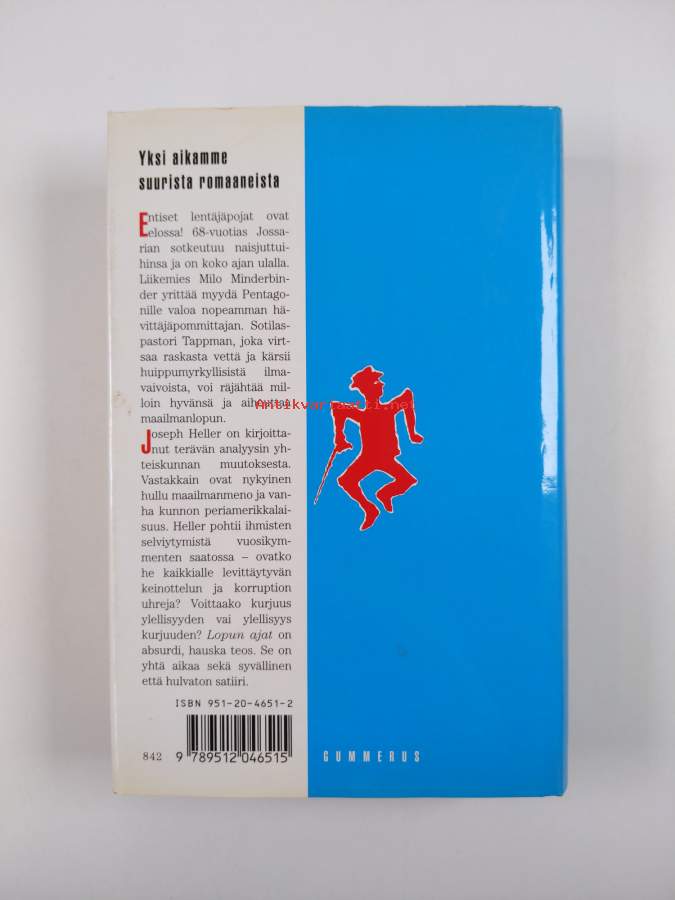 Yksi aikamme
suurista romaaneista
Entiset lentäjäpojat ovat
elossa! 68-vuotias Jossa-
rian sotkeutuu naisjuttui-
hinsa ja on koko ajan ulalla.
Liikemies Milo Minderbin-
der yrittää myydä Pentago-
nille valoa nopeamman hä-
vittäjäpommittajan. Sotilas-
pastori Tappman, joka virt-
saa raskasta vettä ja kärsii
huippumyrkyllisistä ilma-
vaivoista, voi räjähtää mil-
loin hyvänsä ja aiheuttaa
maailmanlopun.
Joseph Heller on kirjoitta-
nut terävän analyysin yh-
teiskunnan muutoksesta.
Vastakkain ovat nykyinen
hullu maailmanmeno ja van-
ha kunnon periamerikkalai-
suus. Heller pohtii ihmisten
selviytymistä vuosikym-
menten saatossa – ovatko
he kaikkialle levittäytyvän
keinottelun ja korruption
uhreja? Voittaako kurjuus
ylellisyyden vai ylellisyys
kurjuuden? Lopun ajat on
absurdi, hauska teos. Se on
yhtä aikaa sekä syvällinen
että hulvaton satiiri.
ISBN 951-20-4651-2
842 9 789512 046515
GUMMERUS
Antikvariaatti.net